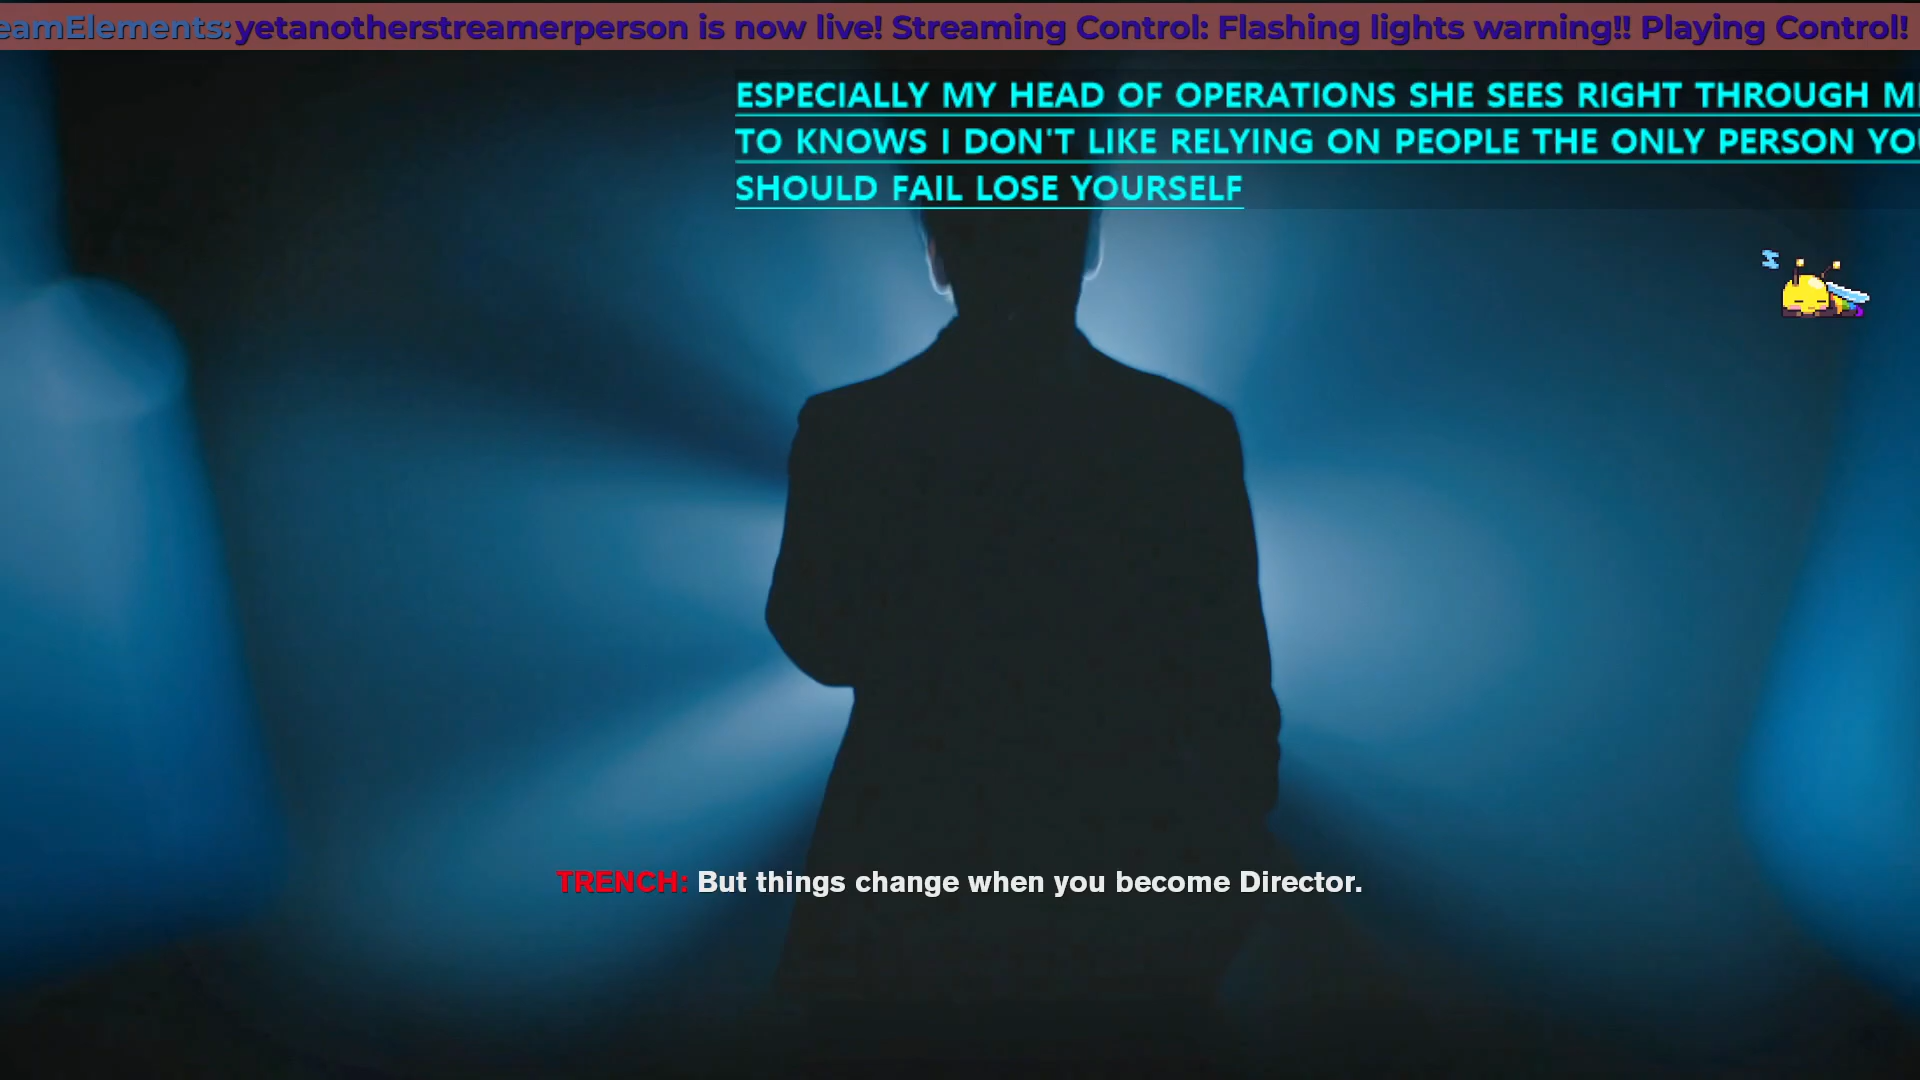 eamElements: yetanotherstreamerperson is now live! Streaming Control: Flashing lights warning!! Playing Control!
ESPECIALLY MY HEAD OF OPERATIONS SHE SEES RIGHT THROUGH
TO KNOWS I DON'T LIKE RELYING ON PEOPLE THE ONLY PERSON
SHOULD FAIL LOSE YOURSELF
TRENCH: But things change when you become Director.